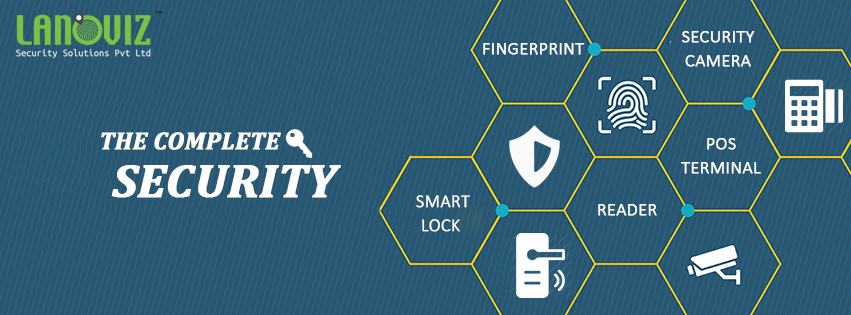 LANOVIZ™
Security Solutions Pvt Ltd
THE COMPLETE
SECURITY
FINGERPRINT
SECURITY
CAMERA
POS
TERMINAL
SMART
LOCK
READER